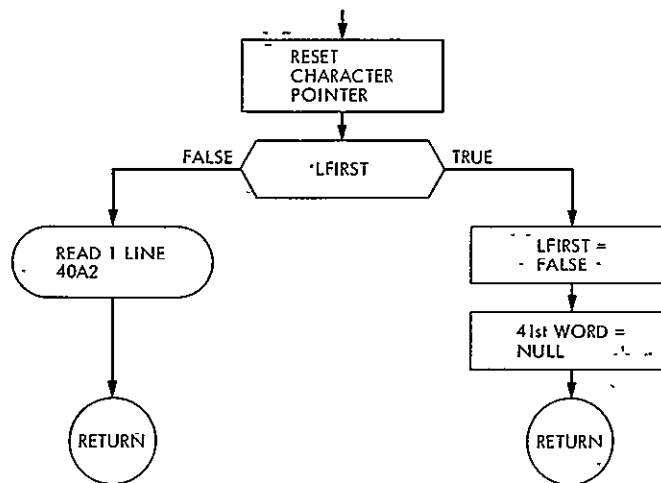 RESET
CHARACTER
POINTER
FALSE
LFIRST
TRUE
READ 1 LINE
40A2
LFIRST =
FALSE
41st WORD =
NULL
RETURN
RETURN